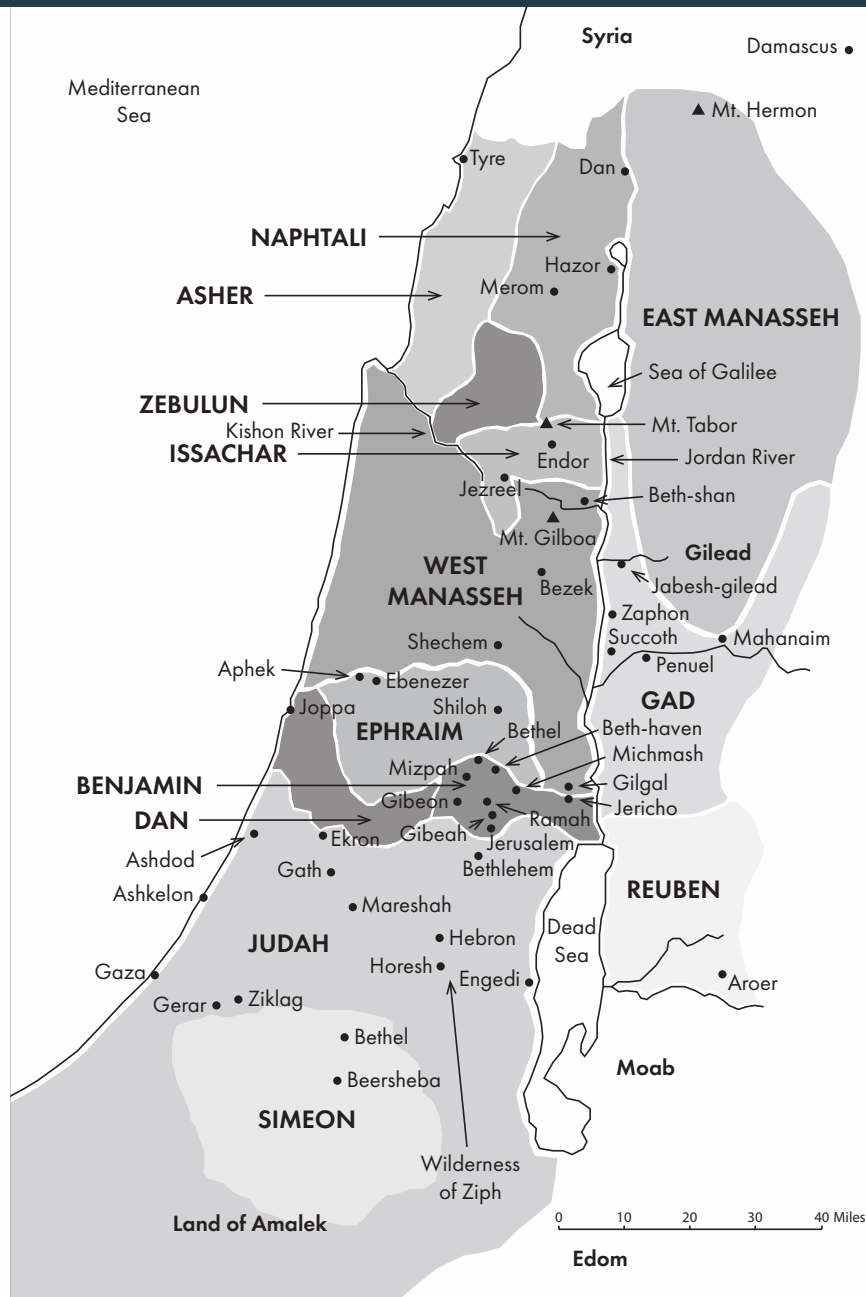 Syria
Damascus
Mediterranean
Sea
Mt. Hermon
Tyre
Dan
NAPHTALI
Hazor
Merom
ASHER
EAST MANASSEH
Sea of Galilee
ZEBULUN
Mt. Tabor
Kishon River
ISSACHAR
Endor
Jordan River
Jezreel
Beth-shan
Mt. Gilboa
Gilead
WEST
MANASSEH
Bezek
Jabesh-gilead
Zaphon
Succoth
Mahanaim
Shechem
Penuel
Aphek
Ebenezer
GAD
Joppa
Shiloh
EPHRAIM
Bethel
Beth-haven
Michmash
Mizpah
BENJAMIN
Gilgal
Gibeon
Jericho
DAN
Ramah
Gibeah
Ekron
Jerusalem
Ashdod
Bethlehem
Gath
Ashkelon
REUBEN
Mareshah
Dead
Sea
JUDAH
Hebron
Horesh
Engedi
Gaza
Aroer
Gerar
Ziklag
Bethel
Moab
Beersheba
SIMEON
Wilderness
of Ziph
Land of Amalek
0 10 20 30 40 Miles
Edom